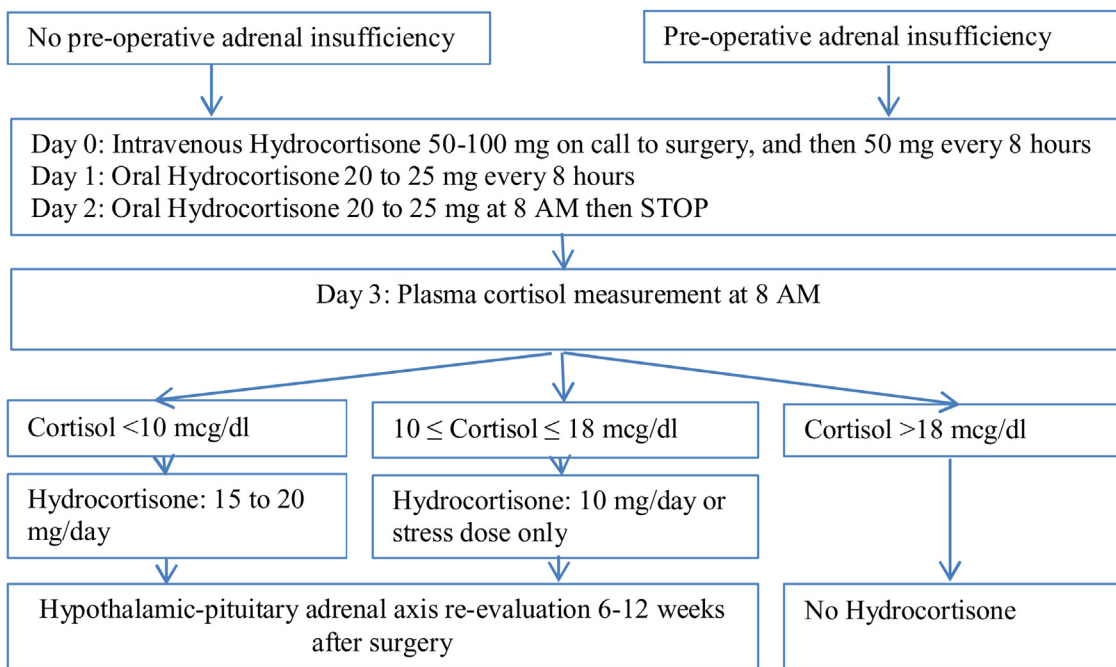 No pre-operative adrenal insufficiency
Pre-operative adrenal insufficiency
Day 0: Intravenous Hydrocortisone 50-100 mg on call to surgery, and then 50 mg every 8 hours
Day 1: Oral Hydrocortisone 20 to 25 mg every 8 hours
Day 2: Oral Hydrocortisone 20 to 25 mg at 8 AM then STOP
Day 3: Plasma cortisol measurement at 8 AM
Cortisol <10 mcg/dl
10 ≤ Cortisol ≤ 18 mcg/dl
Cortisol >18 mcg/dl
Hydrocortisone: 15 to 20
mg/day
Hydrocortisone: 10 mg/day or
stress dose only
Hypothalamic-pituitary adrenal axis re-evaluation 6-12 weeks
after surgery
No Hydrocortisone